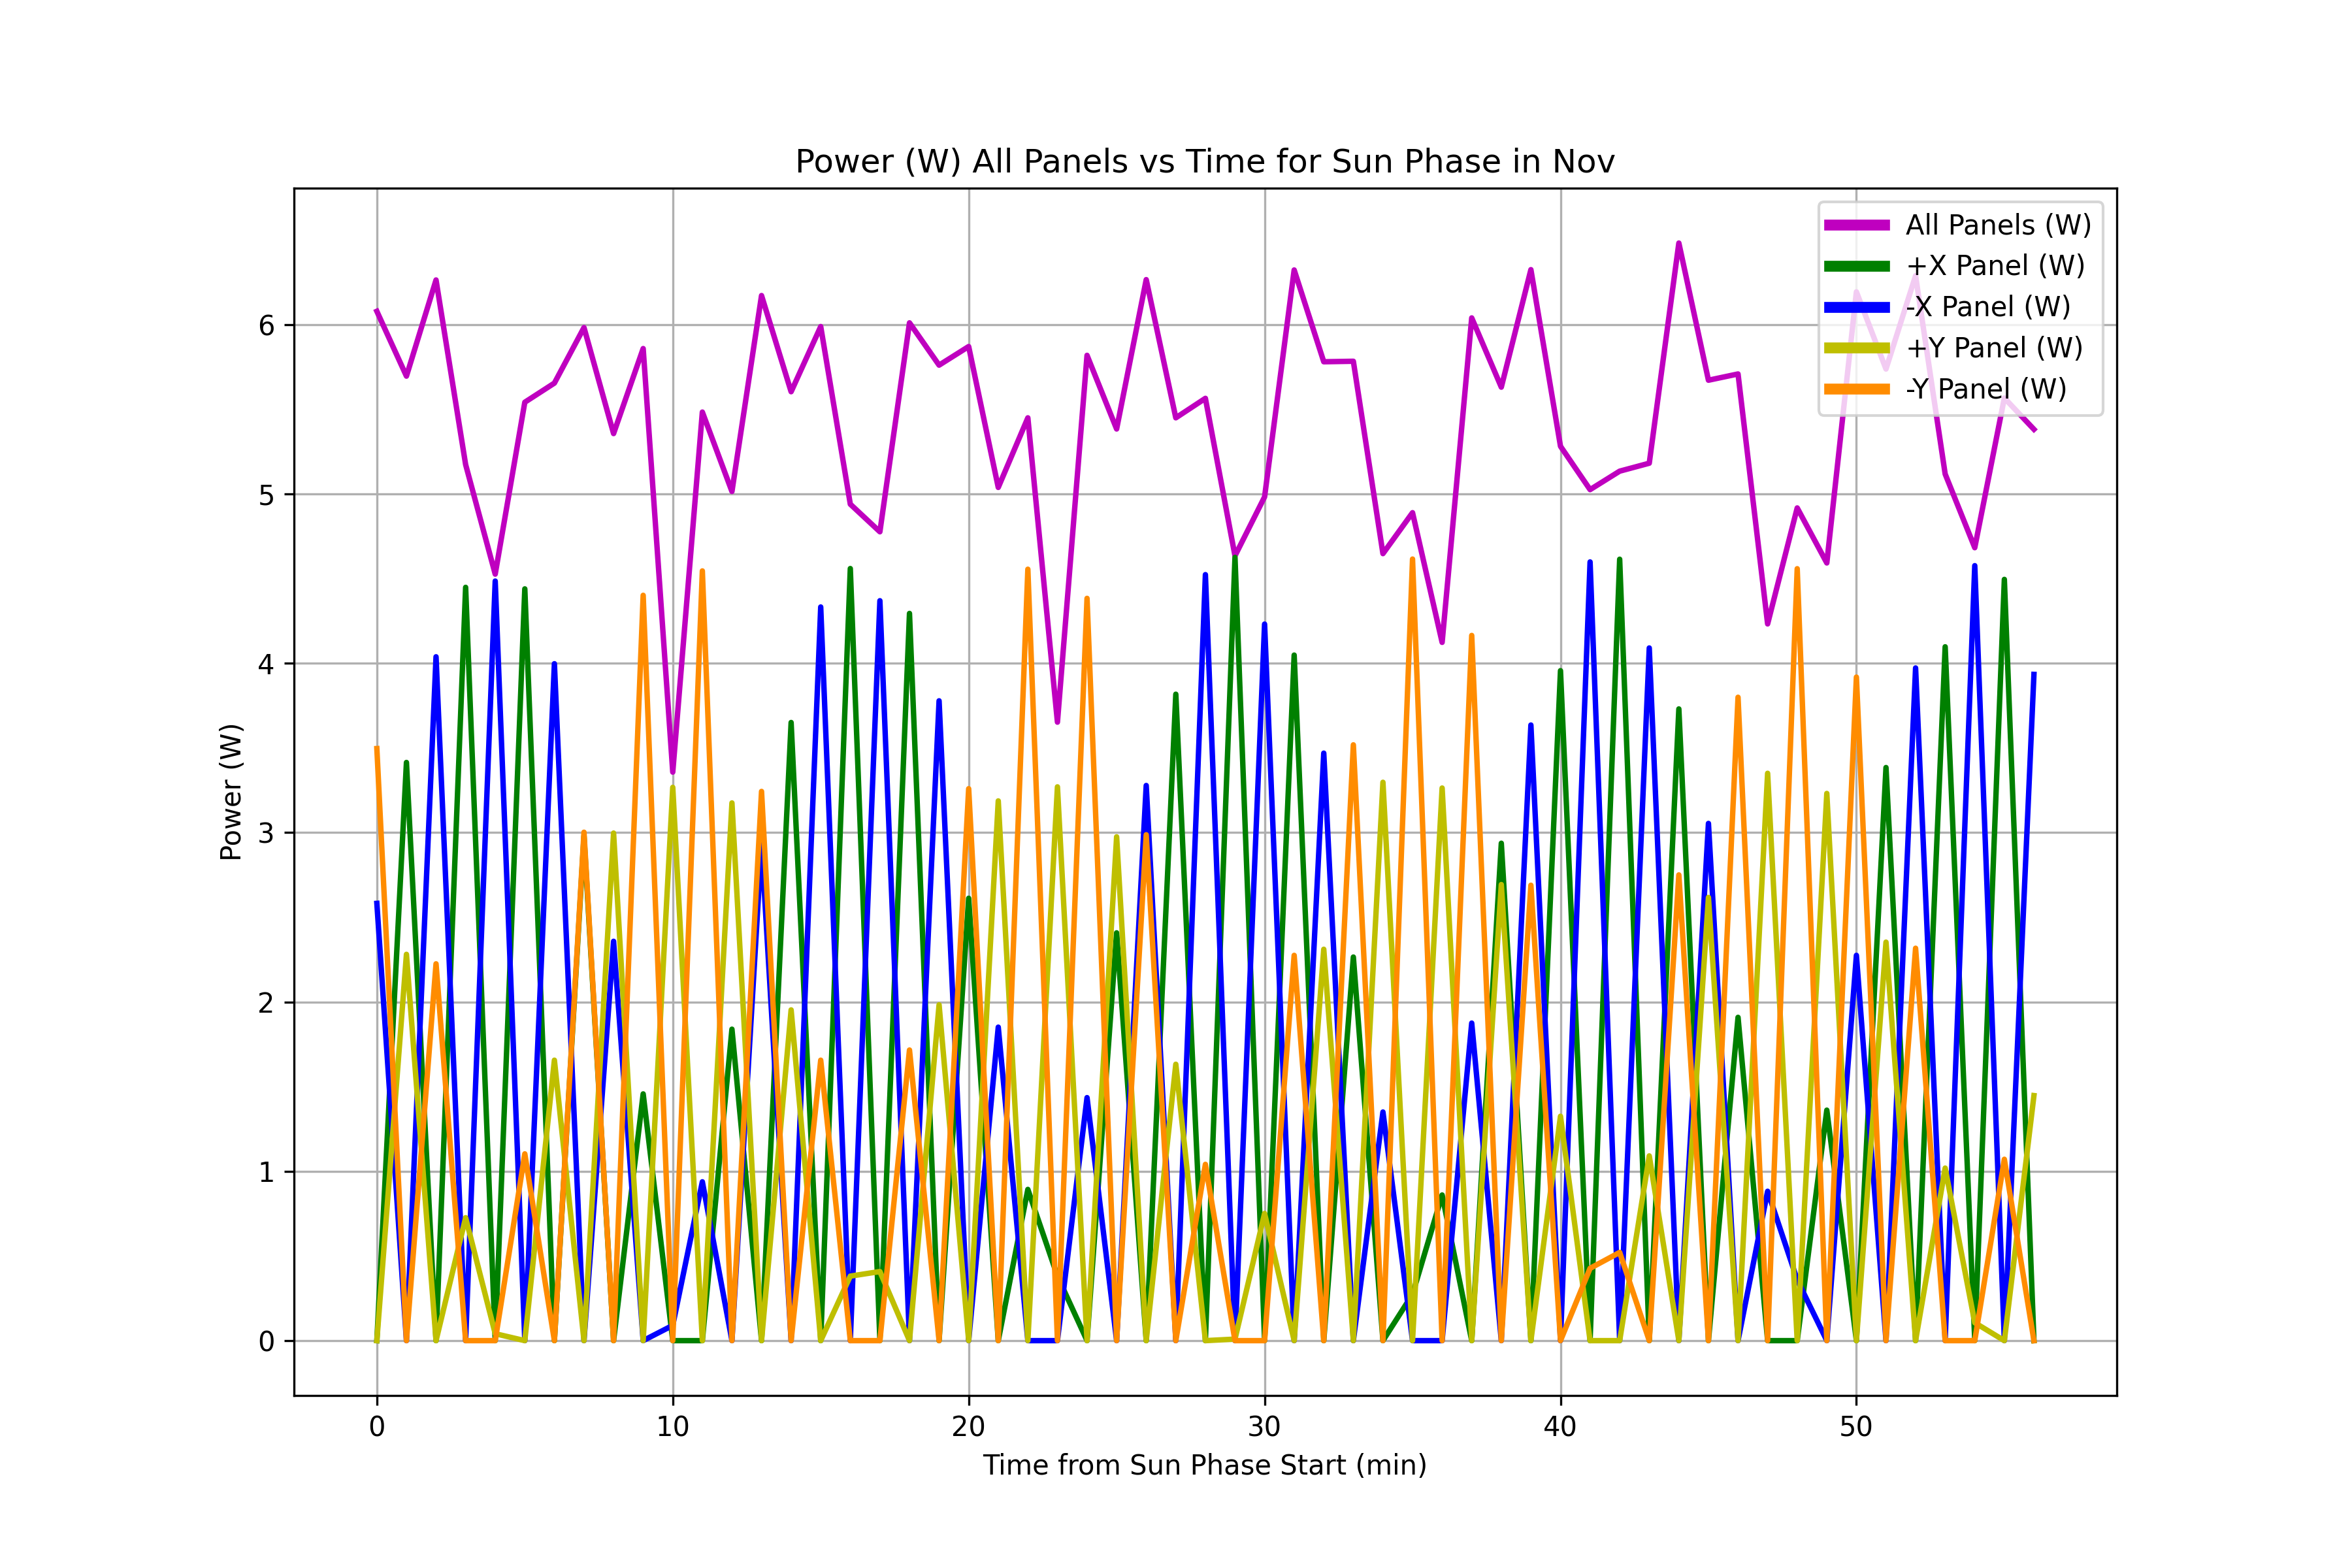 Power (W) All Panels vs Time for Sun Phase in Nov
All Panels (W)
+X Panel (W)
-X Panel (W)
+Y Panel (W)
-Y Panel (W)
Power (W)
6
5
4
3
2
1
0
0 10 20 30 40 50
Time from Sun Phase Start (min)